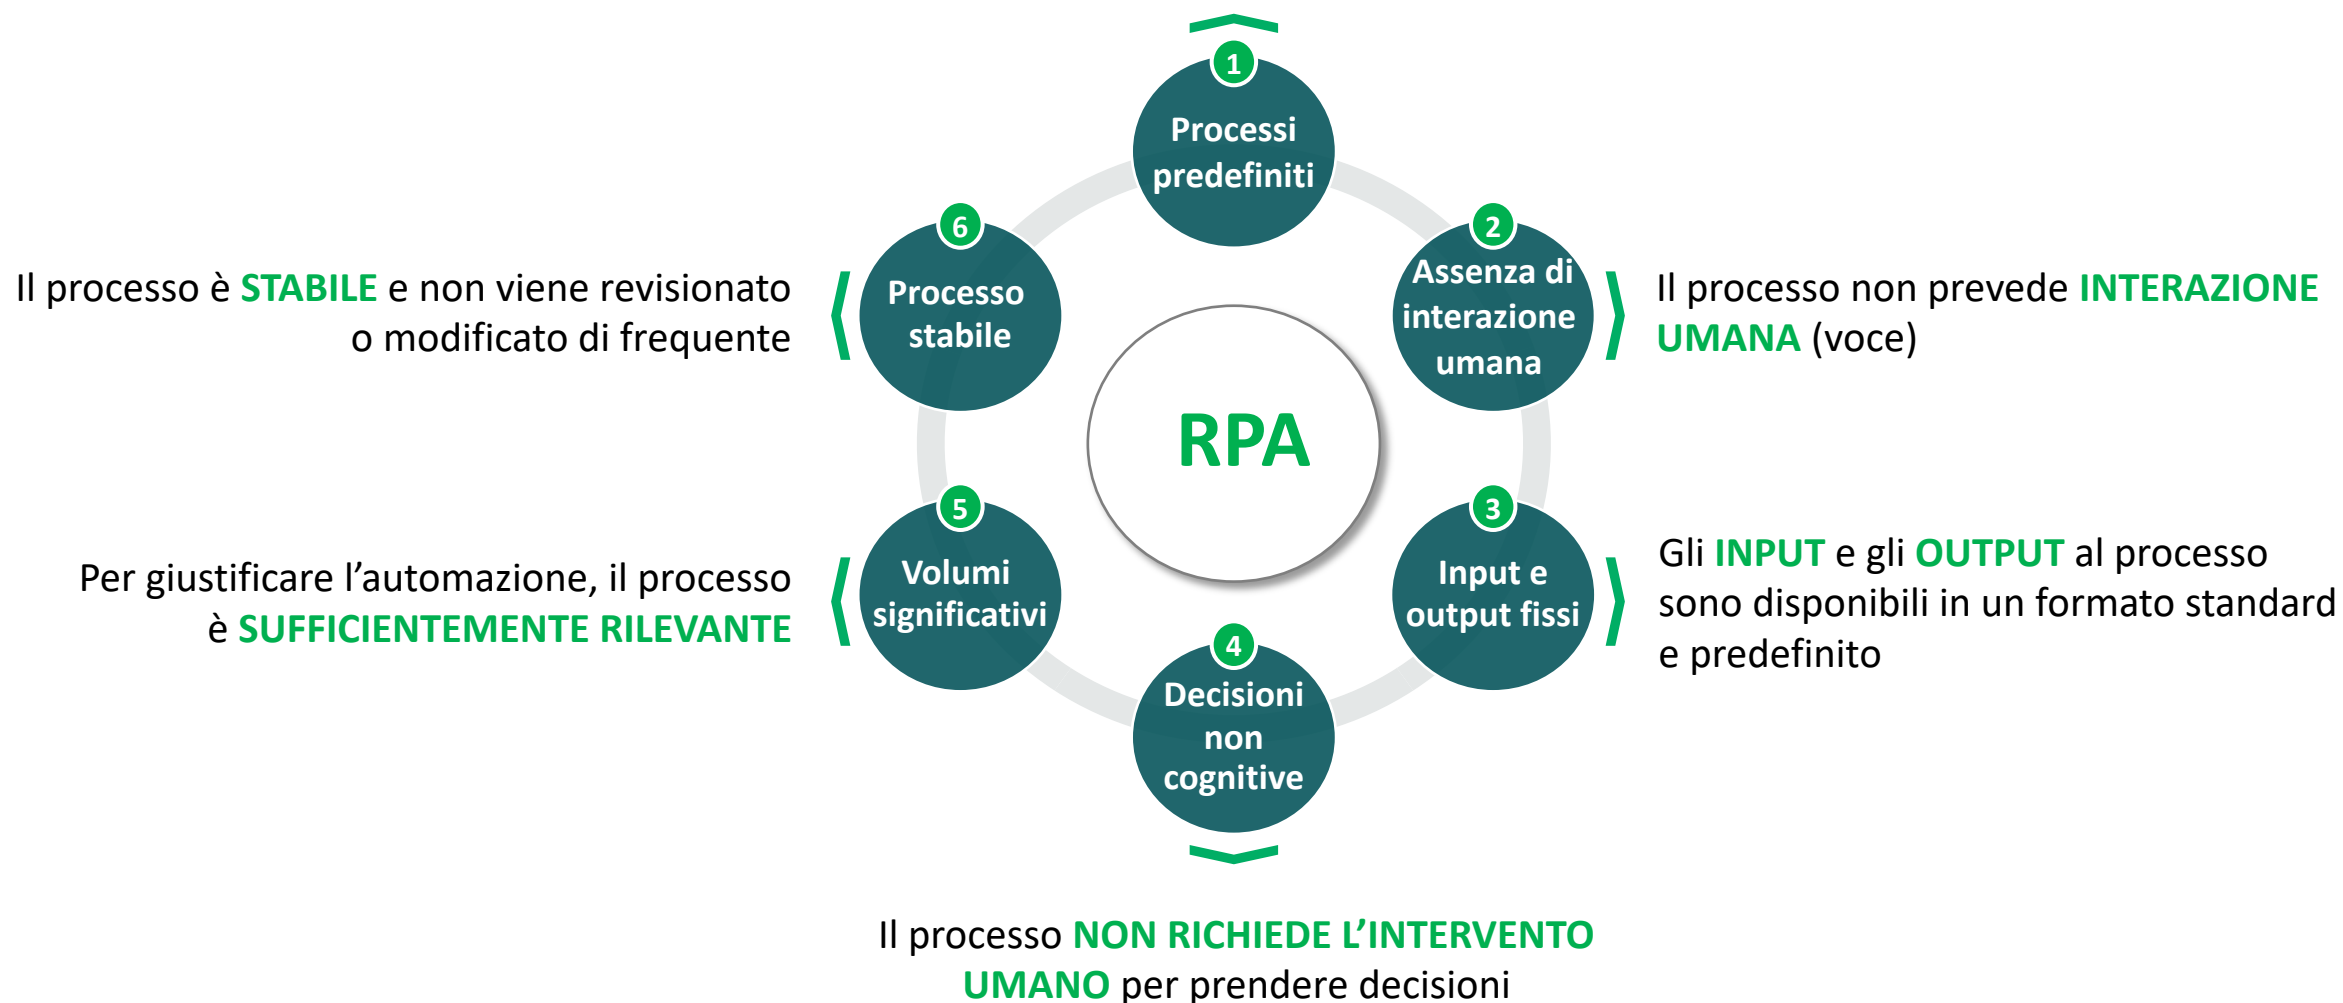 1
Processi
predefiniti
2
Assenza di
interazione
umana
Il processo non prevede INTERAZIONE
UMANA (voce)
3
Input e
output fissi
Gli INPUT e gli OUTPUT al processo
sono disponibili in un formato standard
e predefinito
4
Decisioni
non
cognitive
Il processo NON RICHIEDE L’INTERVENTO
UMANO per prendere decisioni
5
Volumi
significativi
Per giustificare l’automazione, il processo
è SUFFICIENTEMENTE RILEVANTE
6
Processo
stabile
Il processo è STABILE e non viene revisionato
o modificato di frequente
RPA